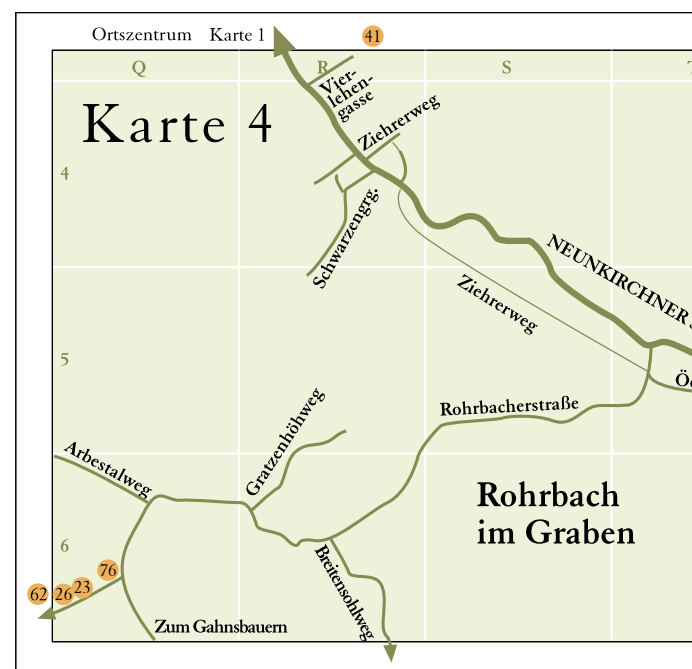 Ortszentrum Karte 1
41
Q
R
S
Vier-
lehen-
gasse
Karte 4
Ziehrerweg
4
Schwarzengrg.
NEUNKIRCHNER
Ziehrerweg
5
Gratzenhöhweg
Rohrbacherstraße
Arbestalweg
Rohrbach
im Graben
6
Breitensohlweg
76
62 26 23
Zum Gahnsbauern